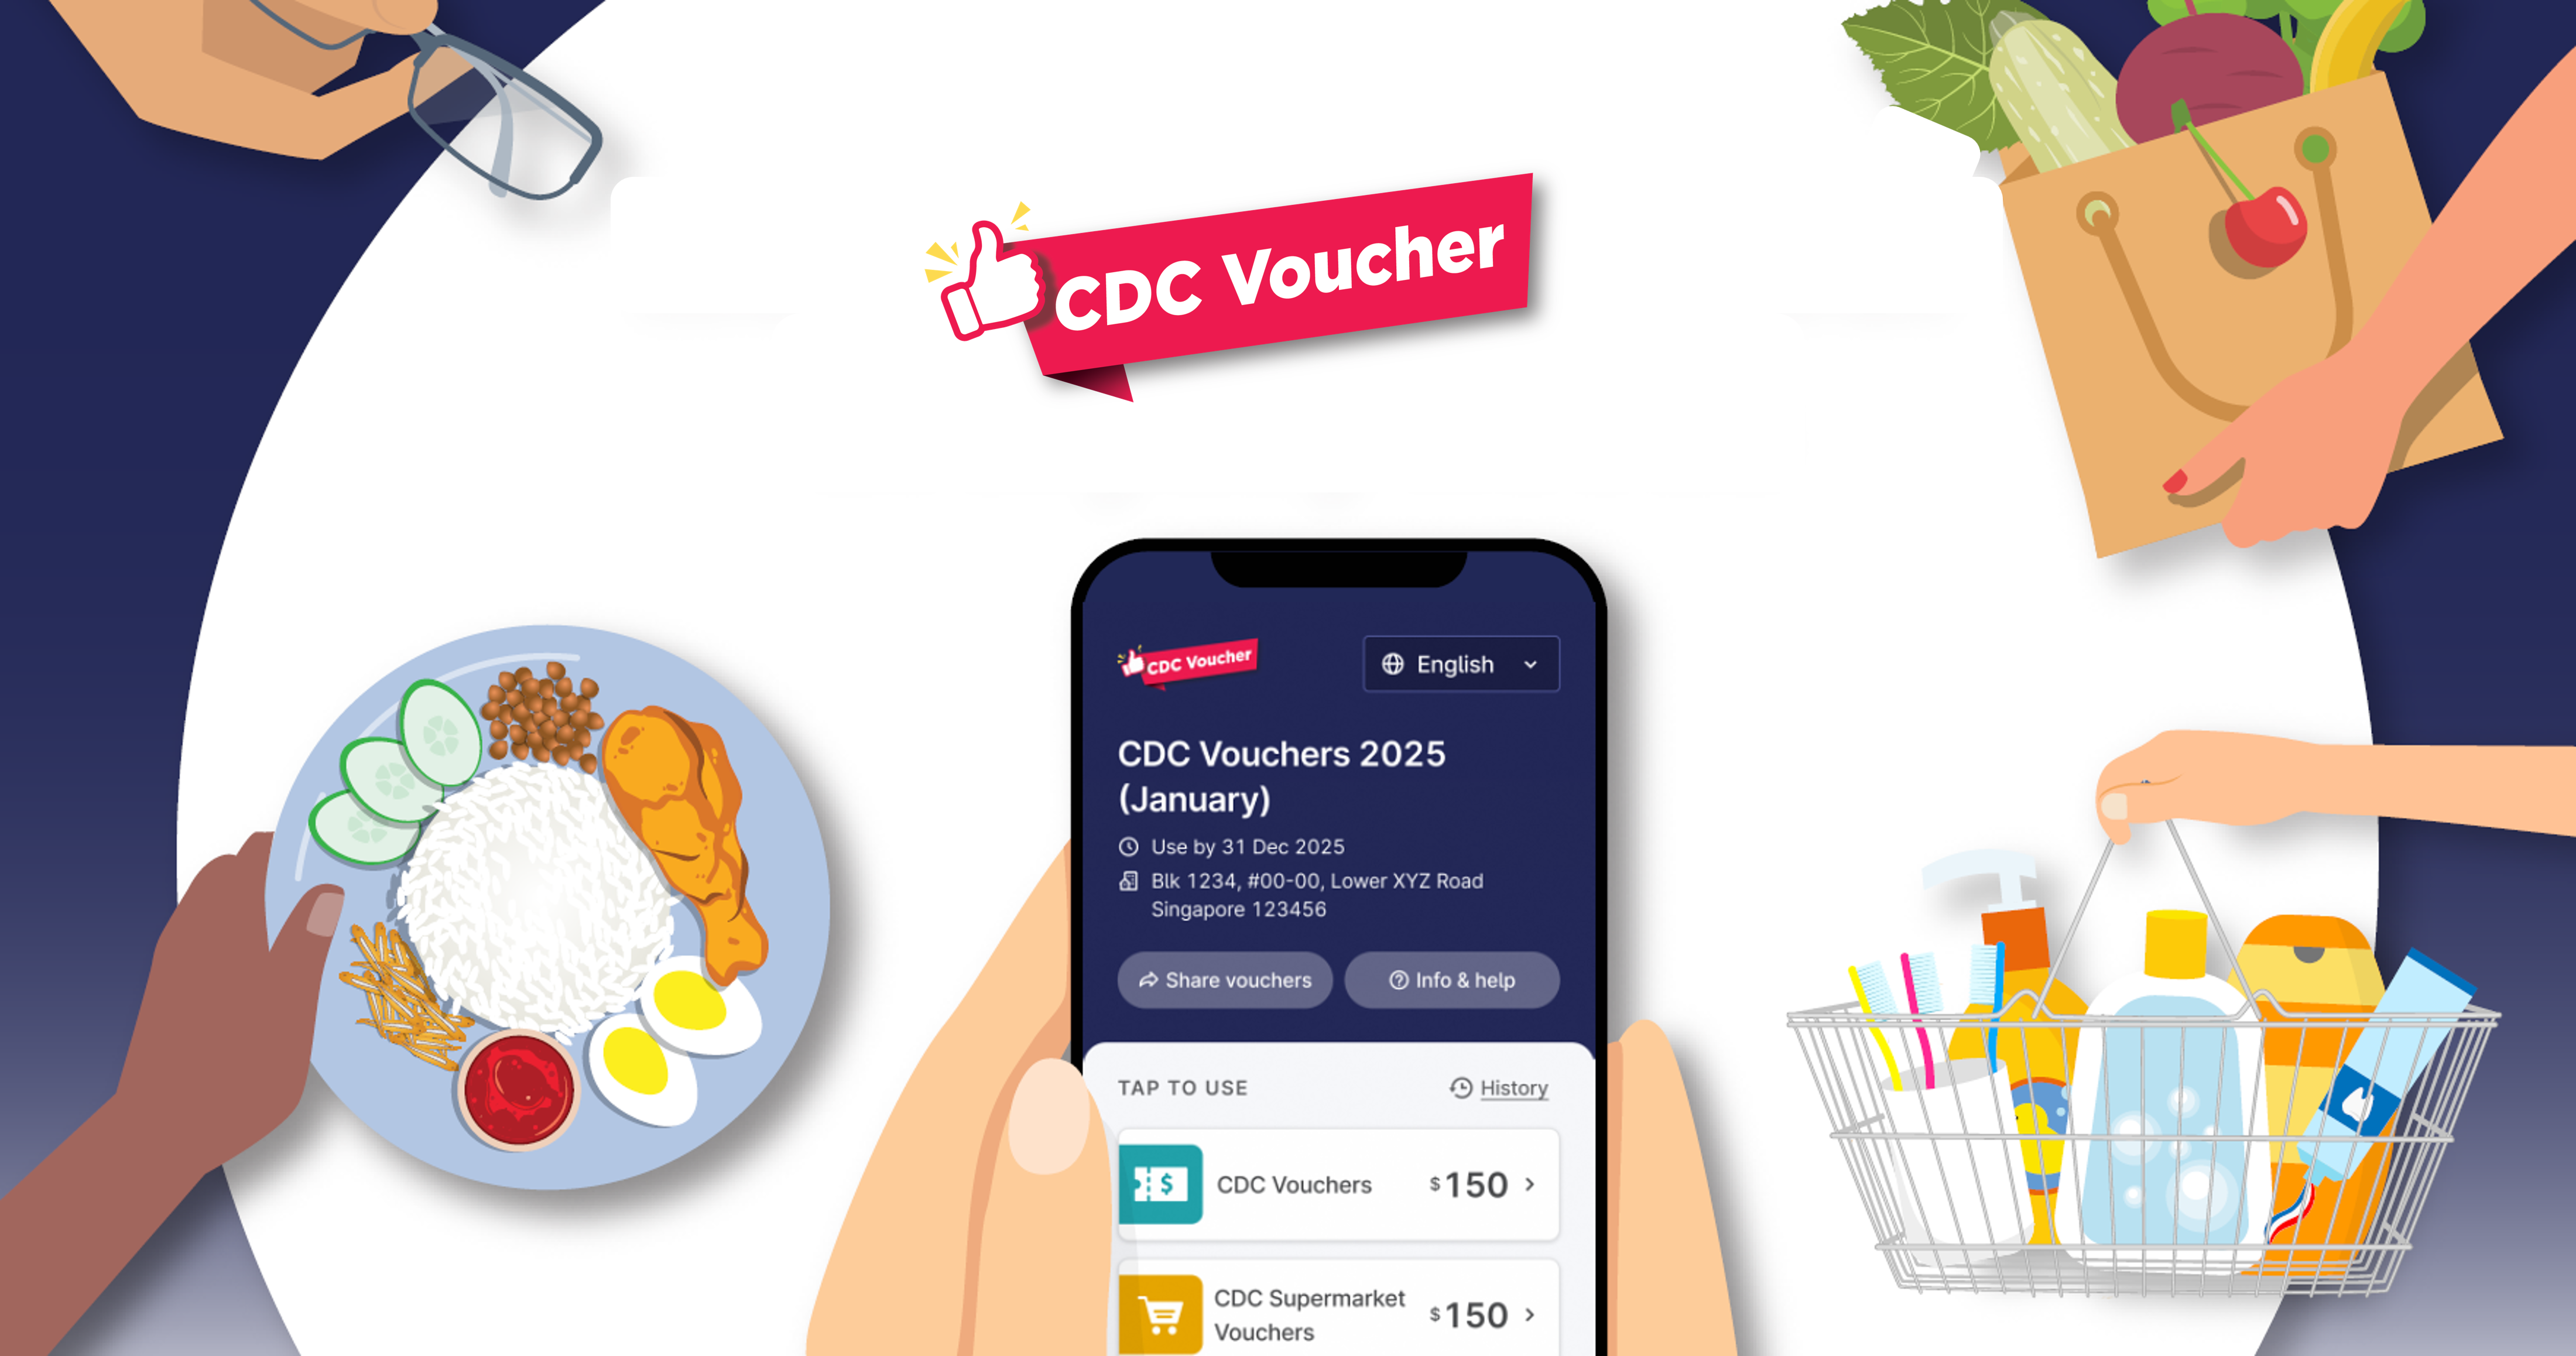 CDC Voucher
CDC Voucher
English
CDC Vouchers 2025
(January)
Use by 31 Dec 2025
Blk 1234, #00-00, Lower XYZ Road
Singapore 123456
Share vouchers
Info & help
TAP TO USE
History
CDC Vouchers
$150
CDC Supermarket
Vouchers
$150